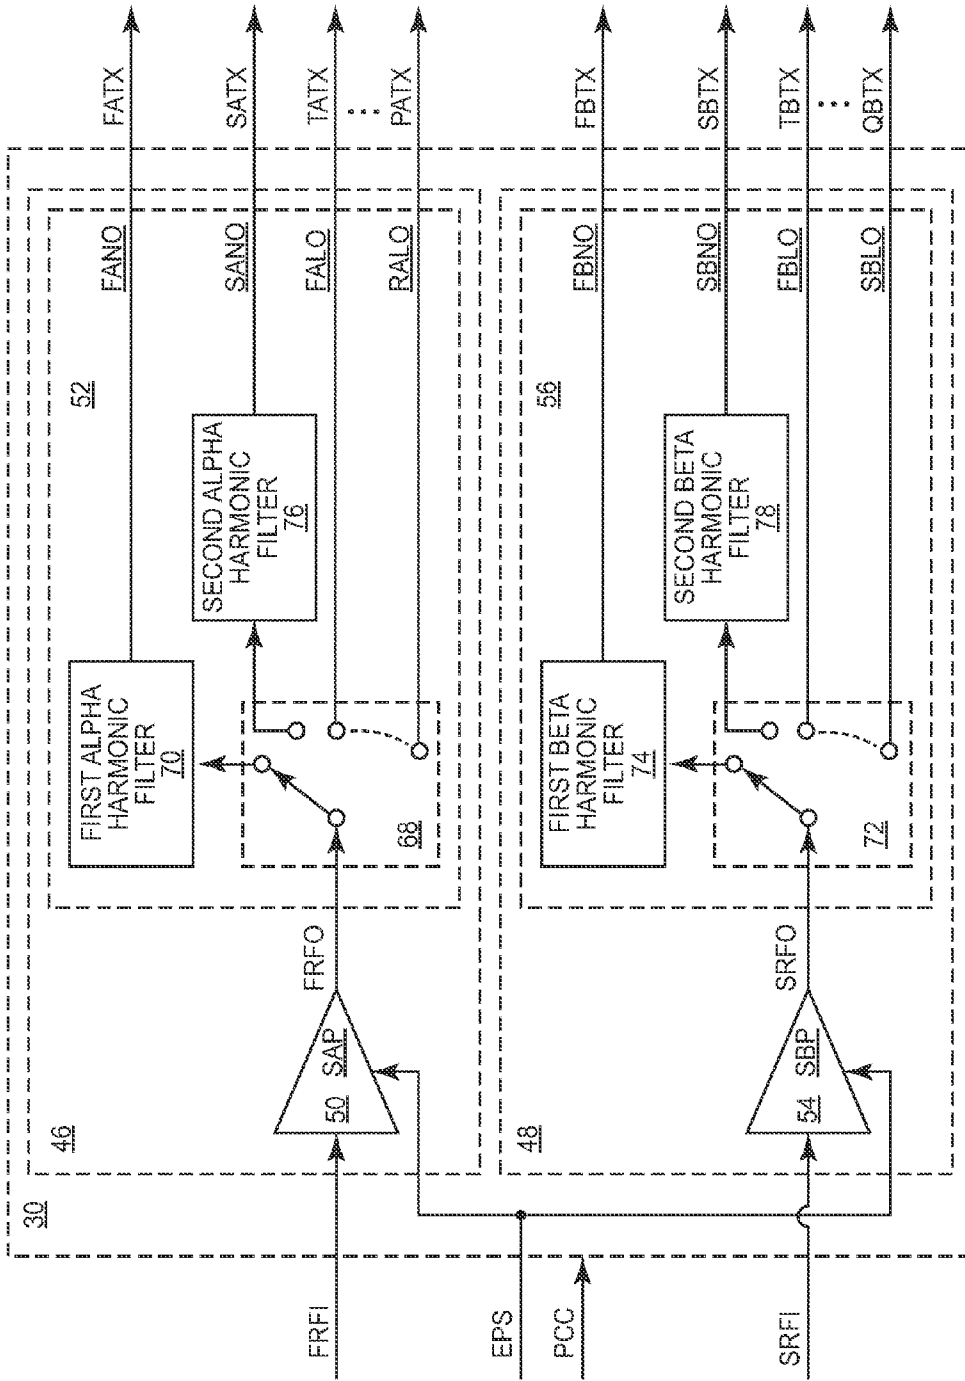 FATX
SATX
TATX
PATX
FBTX
SBTX
TBTX
QBTX
FANO
SANO
FALO
RALO
FBNO
SBNO
FBLO
SBLO
52
56
SECOND ALPHA
HARMONIC
FILTER
76
SECOND BETA
HARMONIC
FILTER
78
FIRST ALPHA
HARMONIC
FILTER
70
FIRST BETA
HARMONIC
FILTER
74
68
72
FRFO
SRFO
SAP
50
SBP
54
46
48
30
FRFI
EPS
PCC
SRFI